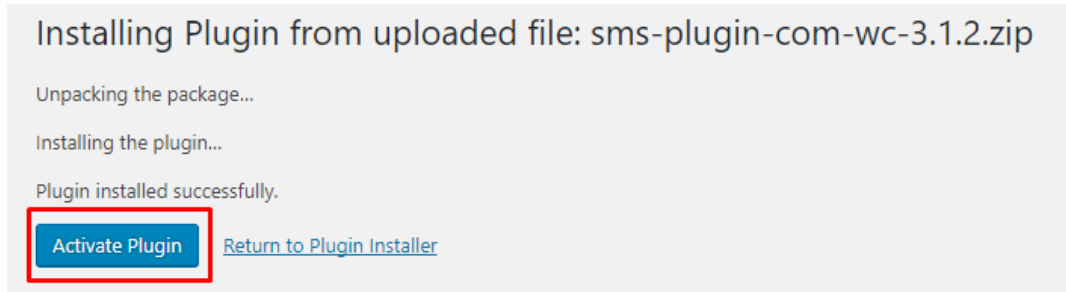 Installing Plugin from uploaded file: sms-plugin-com-wc-3.1.2.zip
Unpacking the package...
Installing the plugin...
Plugin installed successfully.
Activate Plugin Return to Plugin Installer